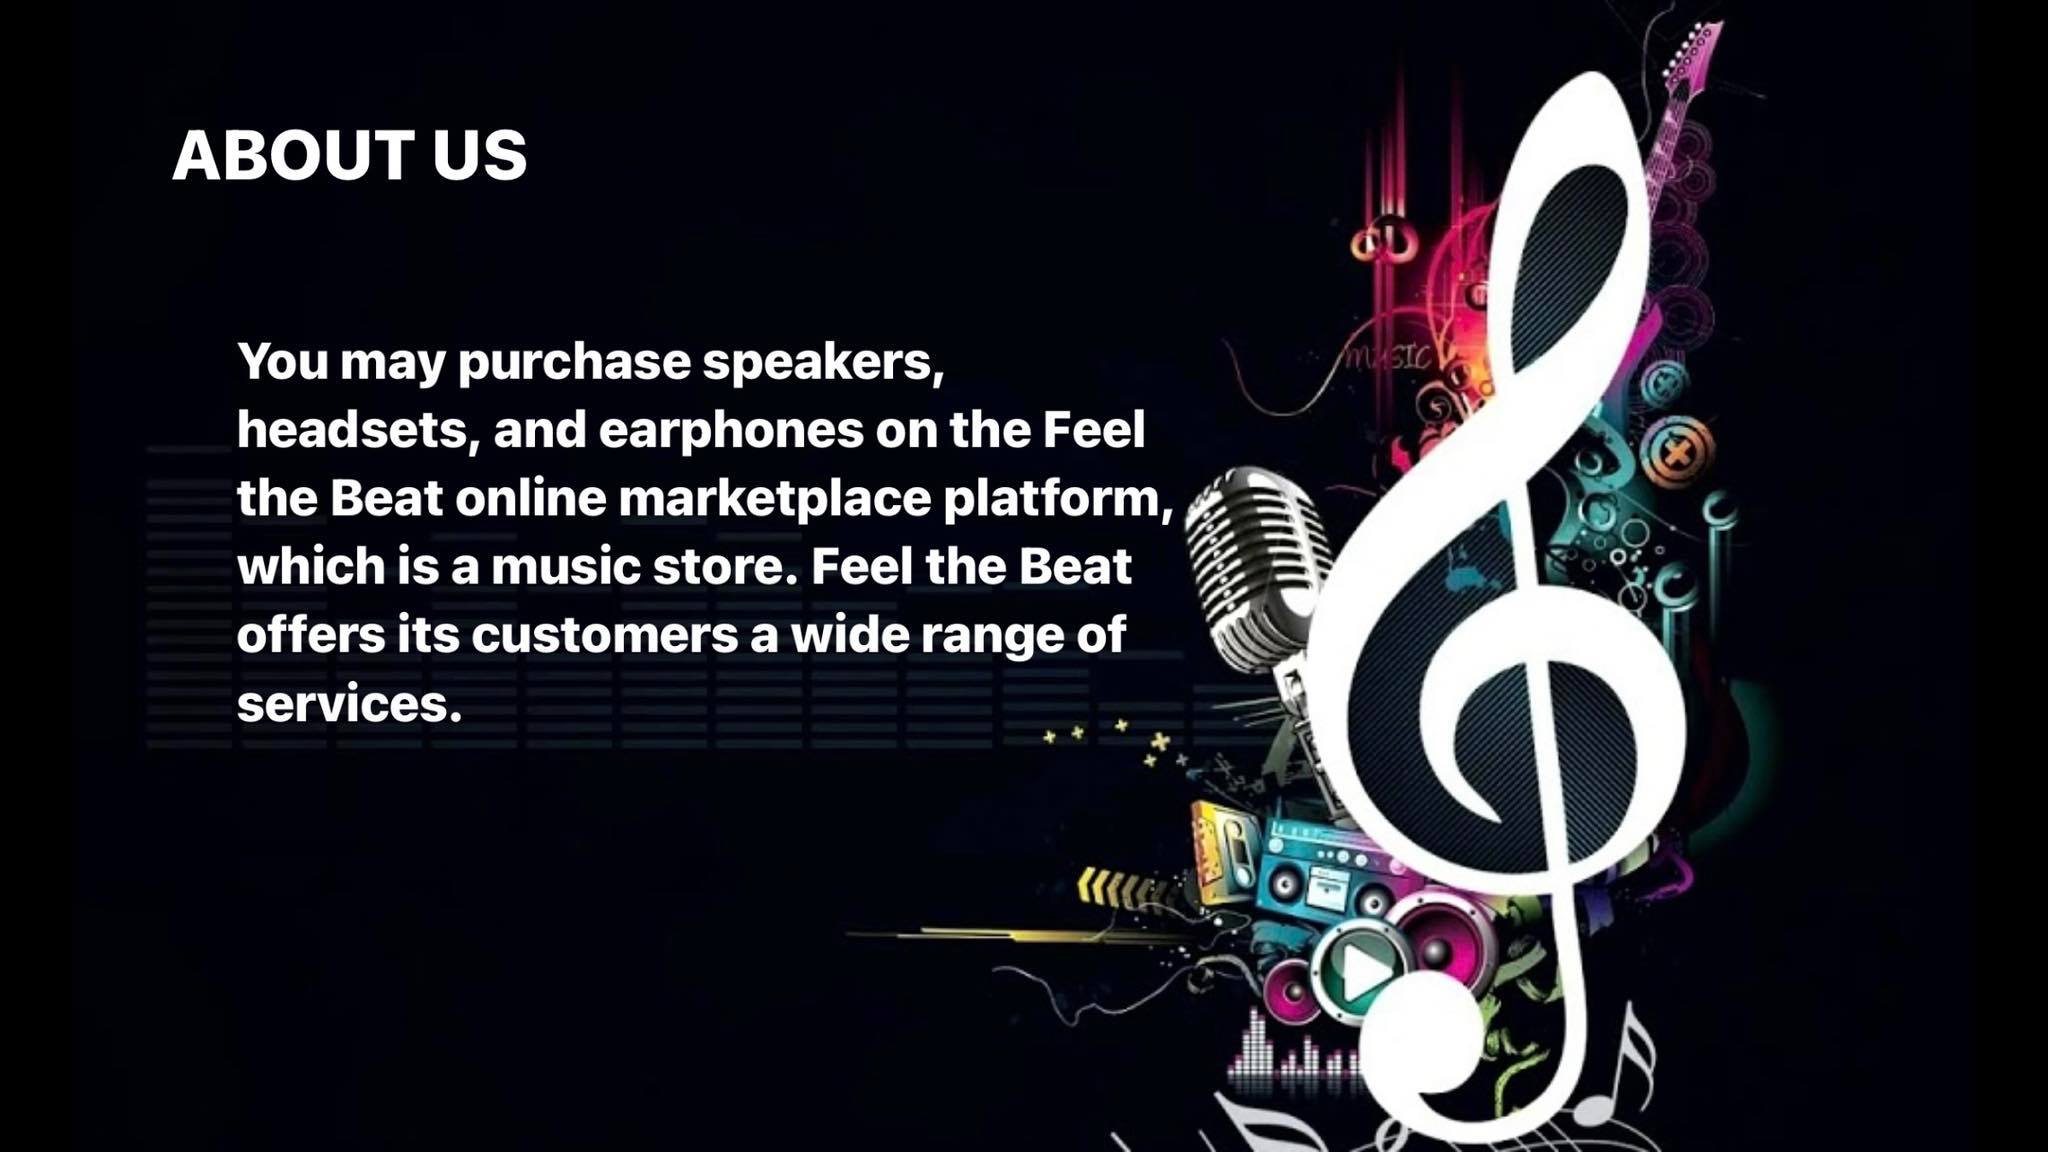 ABOUT US
You may purchase speakers,
headsets, and earphones on the Feel
the Beat online marketplace platform,
which is a music store. Feel the Beat
offers its customers a wide range of
services.
MUSIC